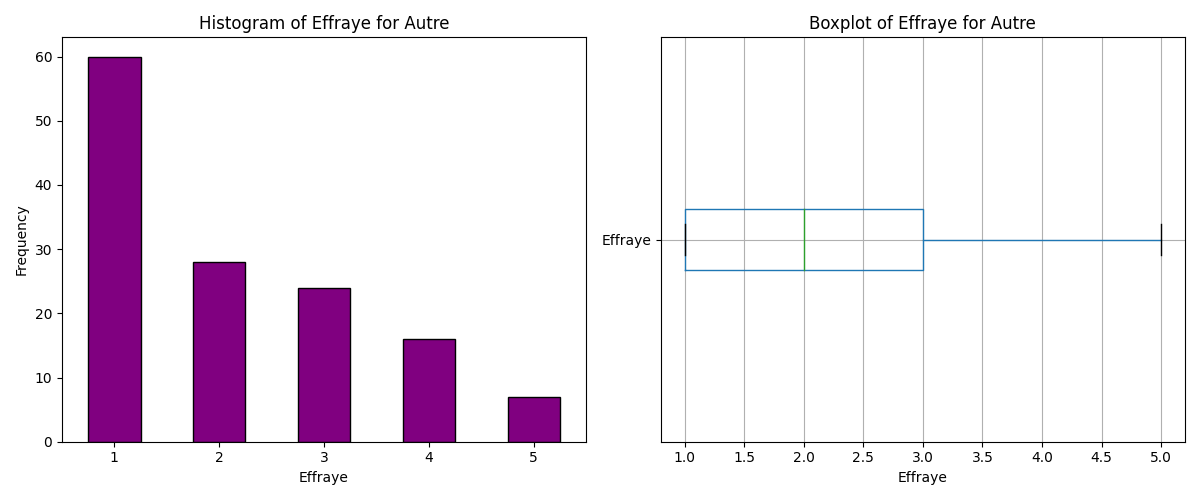 Histogram of Effraye for Autre
60
50
40
30
20
10
0
Frequency
1 2 3 4 5
Effraye
Boxplot of Effraye for Autre
Effraye
1.0 1.5 2.0 2.5 3.0 3.5 4.0 4.5 5.0
Effraye